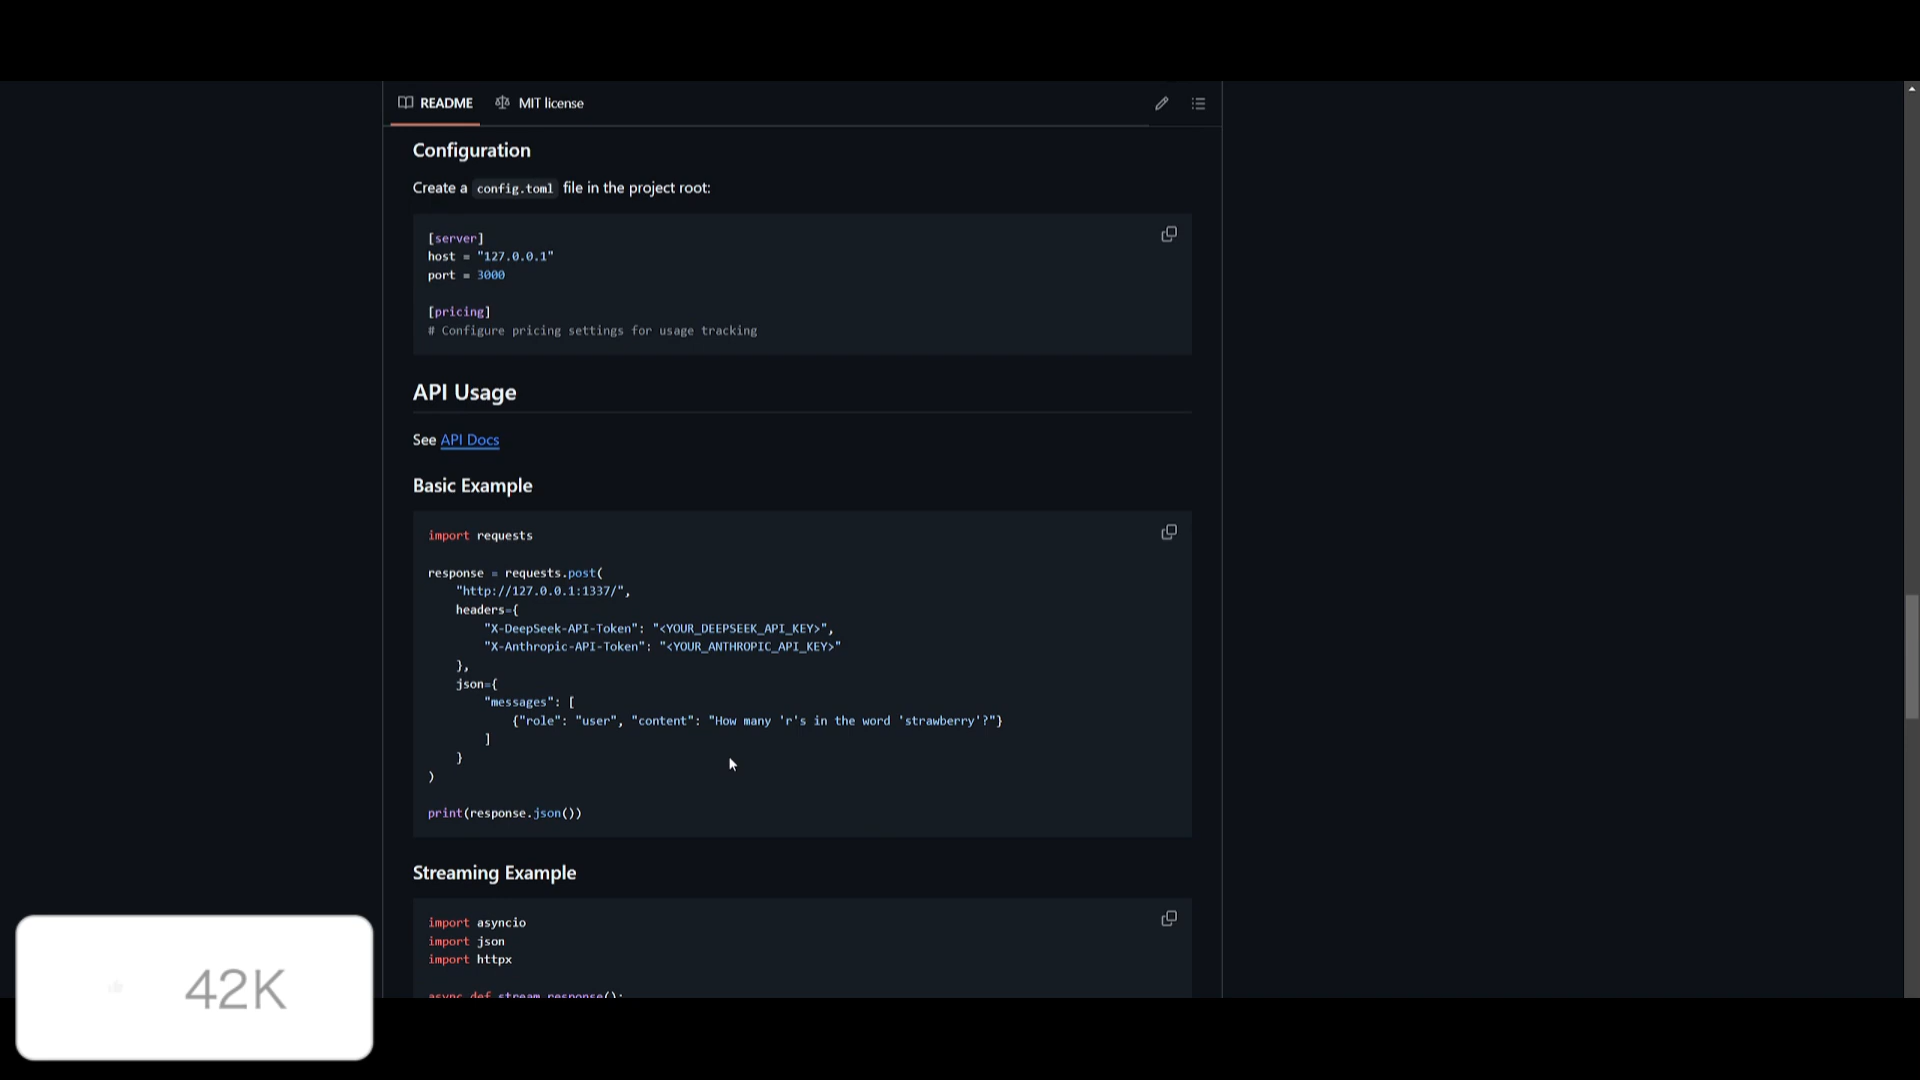 README MIT license
Configuration
Create a config.toml file in the project root:
[server]
host = "127.0.0.1"
port = 3000
[pricing]
# Configure pricing settings for usage tracking
API Usage
See API Docs
Basic Example
import requests
response = requests.post(
"http://127.0.0.1:1337/",
headers={
"X-DeepSeek-API-Token": "<YOUR_DEEPSEEK_API_KEY>",
"X-Anthropic-API-Token": "<YOUR_ANTHROPIC_API_KEY>"
},
json={
"messages": [
{"role": "user", "content": "How many 'r's in the word 'strawberry'?"}
]
}
)
print(response.json())
Streaming Example
import asyncio
import json
import httpx
async def stream_response():
42K